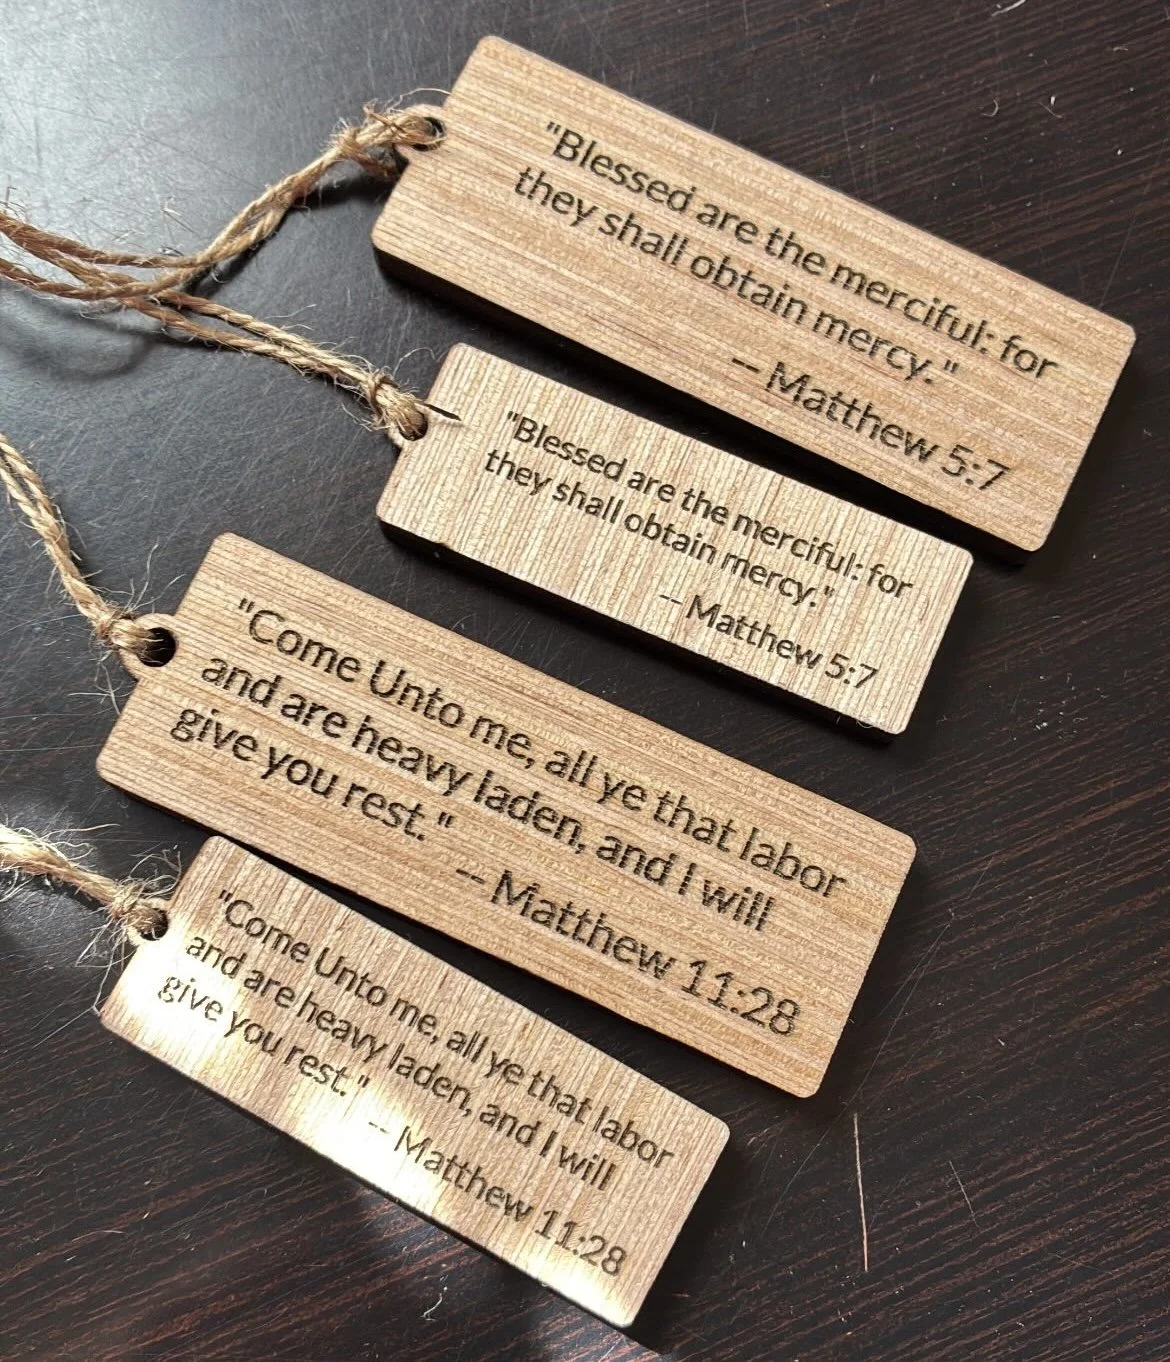 "Blessed are the merciful: for
they shall obtain mercy."
-- Matthew 5:7
"Blessed are the merciful: for
they shall obtain mercy."
-- Matthew 5:7
"Come Unto me, all ye that labor
and are heavy laden, and I will
give you rest."
-- Matthew 11:28
"Come Unto me, all ye that labor
and are heavy laden, and I will
give you rest."
-- Matthew 11:28